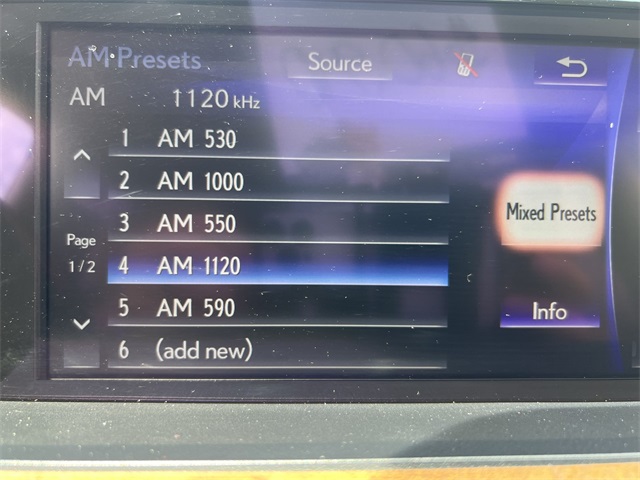 AM Presets Source
AM 1120 kHz
1 AM 530
2 AM 1000
3 AM 550
Mixed Presets
Page
1/2
4 AM 1120
5 AM 590
Info
6 (add new)